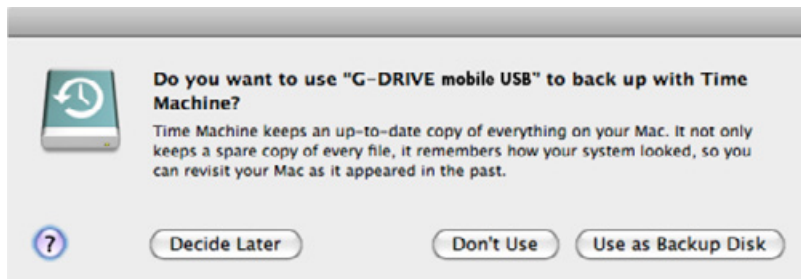 Do you want to use "G-DRIVE mobile USB" to back up with Time
Machine?
Time Machine keeps an up-to-date copy of everything on your Mac. It not only
keeps a spare copy of every file, it remembers how your system looked, so you
can revisit your Mac as it appeared in the past.
? Decide Later Don't Use Use as Backup Disk